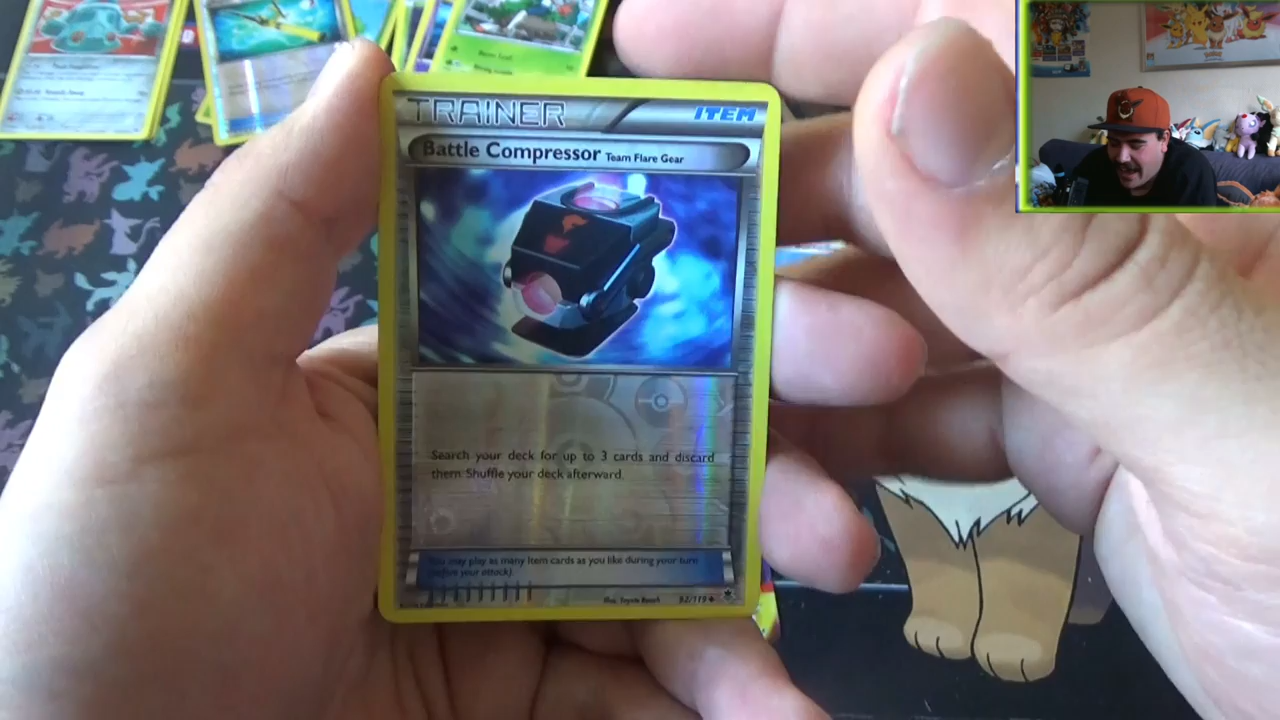 TRAINER
ITEM
Battle Compressor Team Flare Gear
Search your deck for up to 3 cards and discard
them. Shuffle your deck afterward.
You may play as many Item cards as you like during your turn
(before your attack).
Illus. Toyste Beach
92/119